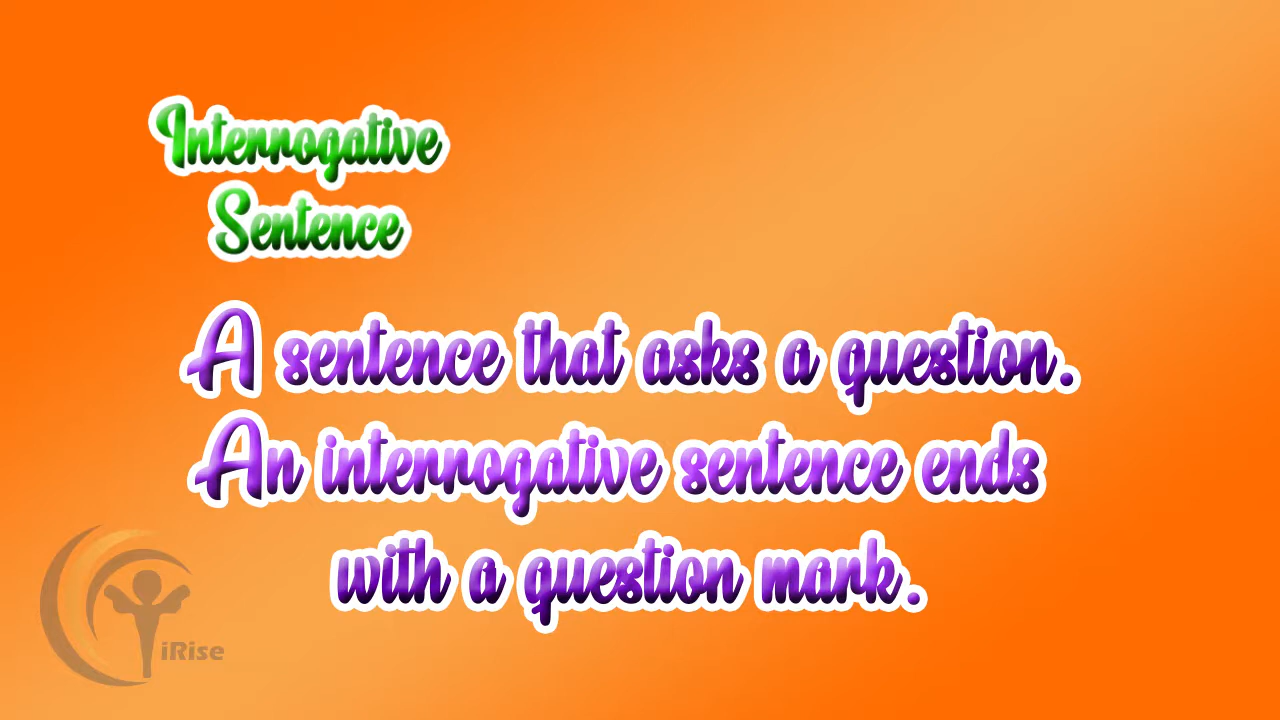 Interrogative
Sentence
A sentence that asks a question.
An interrogative sentence ends
with a question mark.
iRise